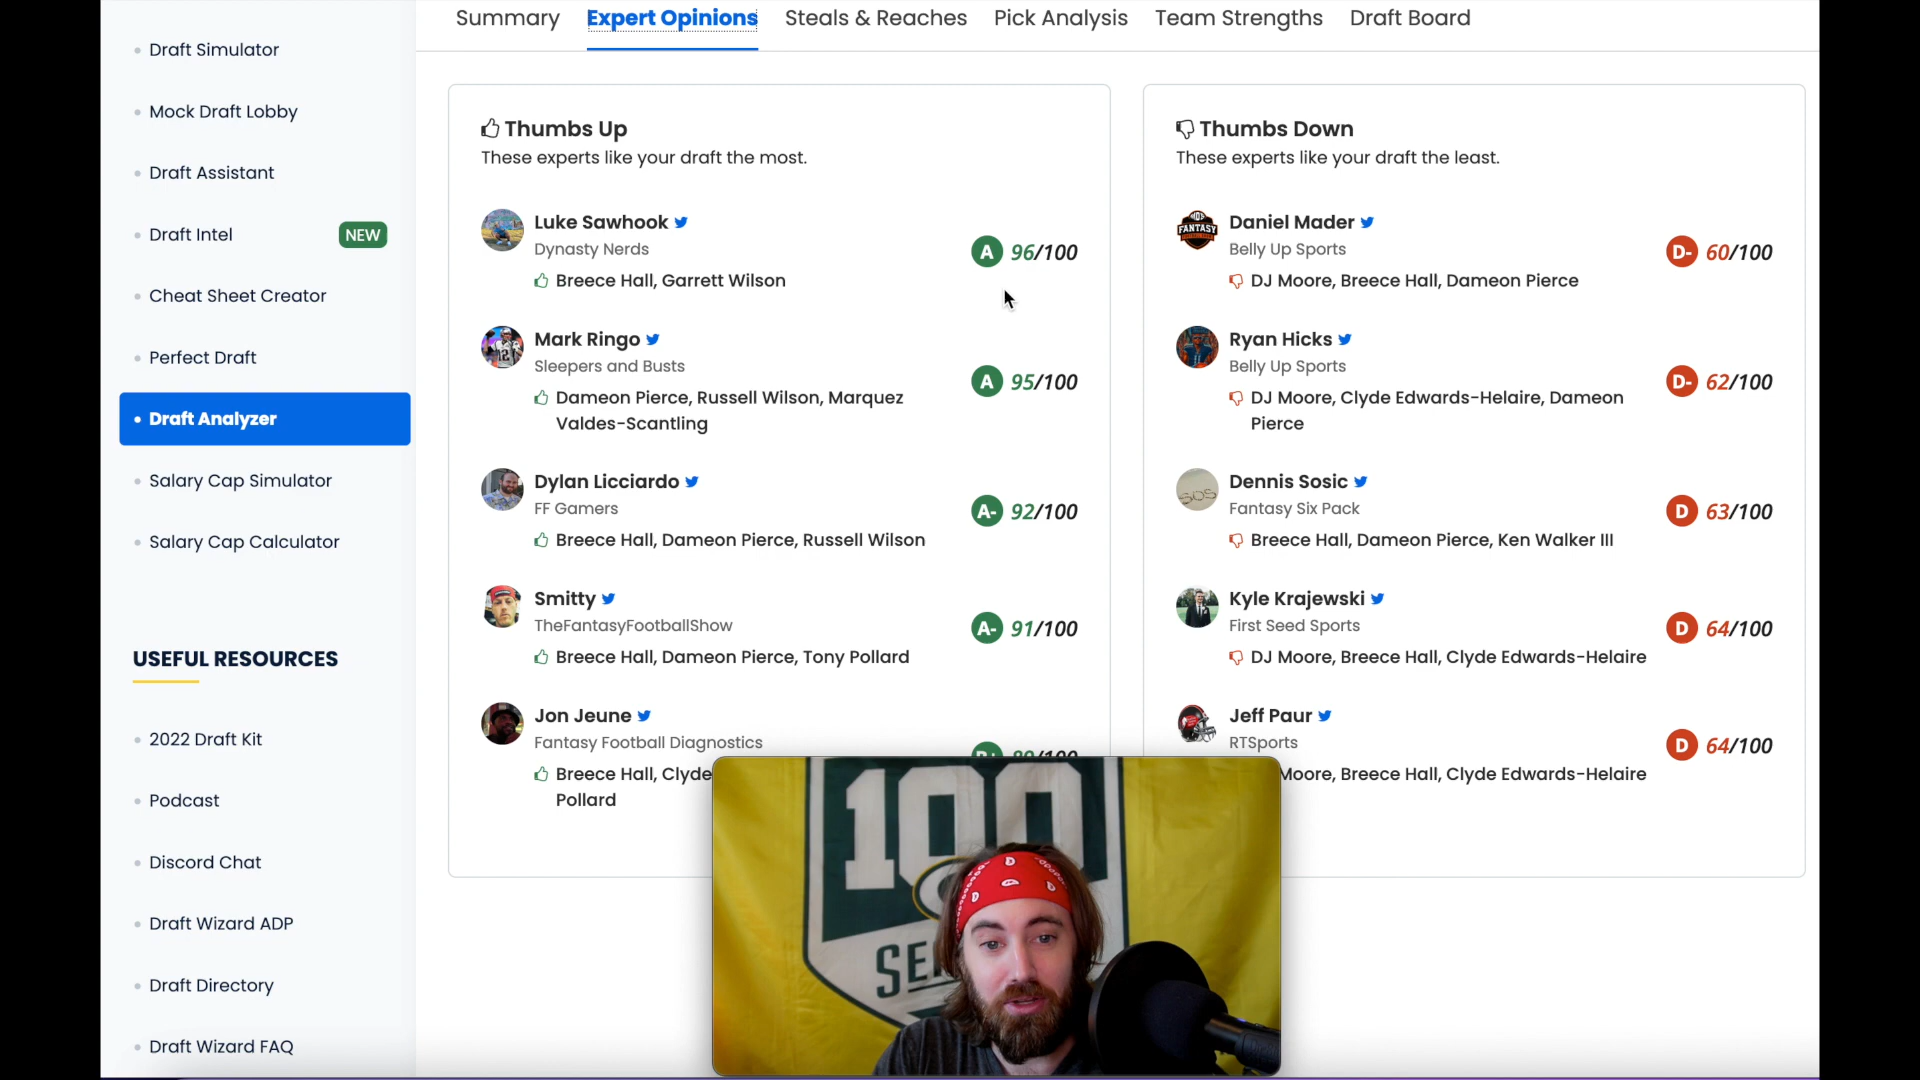 Summary Expert Opinions Steals & Reaches Pick Analysis Team Strengths Draft Board
Draft Simulator
Mock Draft Lobby
Draft Assistant
Draft Intel NEW
Cheat Sheet Creator
Perfect Draft
Draft Analyzer
Salary Cap Simulator
Salary Cap Calculator
USEFUL RESOURCES
2022 Draft Kit
Podcast
Discord Chat
Draft Wizard ADP
Draft Directory
Draft Wizard FAQ
Thumbs Up
These experts like your draft the most.
Luke Sawhook
Dynasty Nerds
A 96/100
Breece Hall, Garrett Wilson
Mark Ringo
Sleepers and Busts
A 95/100
Dameon Pierce, Russell Wilson, Marquez
Valdes-Scantling
Dylan Licciardo
FF Gamers
A- 92/100
Breece Hall, Dameon Pierce, Russell Wilson
Smitty
TheFantasyFootballShow
A- 91/100
Breece Hall, Dameon Pierce, Tony Pollard
Jon Jeune
Fantasy Football Diagnostics
Breece Hall, Clyde
Pollard
Thumbs Down
These experts like your draft the least.
Daniel Mader
Belly Up Sports
D- 60/100
DJ Moore, Breece Hall, Dameon Pierce
Ryan Hicks
Belly Up Sports
D- 62/100
DJ Moore, Clyde Edwards-Helaire, Dameon
Pierce
Dennis Sosic
Fantasy Six Pack
D 63/100
Breece Hall, Dameon Pierce, Ken Walker III
Kyle Krajewski
First Seed Sports
D 64/100
DJ Moore, Breece Hall, Clyde Edwards-Helaire
Jeff Paur
RTSports
D 64/100
Moore, Breece Hall, Clyde Edwards-Helaire
FANTASY
SOS
12
100
SE